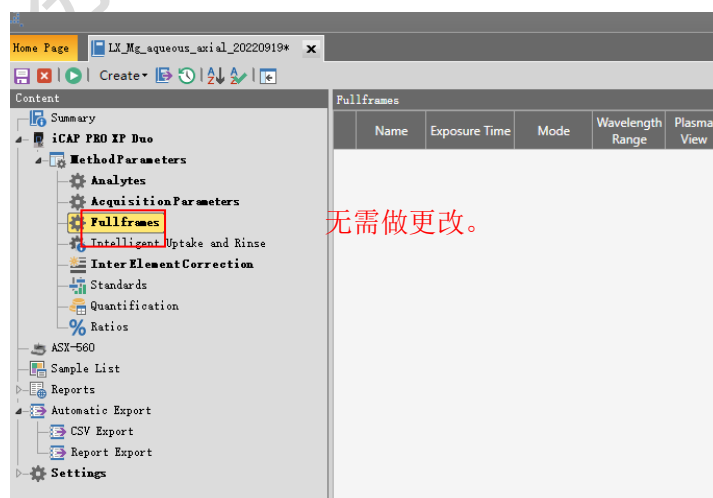 Home Page LX_Mg_aqueous_axial_20220919* x
Create
Content
Fullframes
Summary
Name Exposure Time Mode Wavelength Range Plasma View
iCAP PRO XP Duo
MethodParameters
Analytes
AcquisitionParameters
Fullframes
无需做更改。
Intelligent Uptake and Rinse
InterElementCorrection
Standards
Quantification
Ratios
ASX-560
Sample List
Reports
Automatic Export
CSV Export
Report Export
Settings